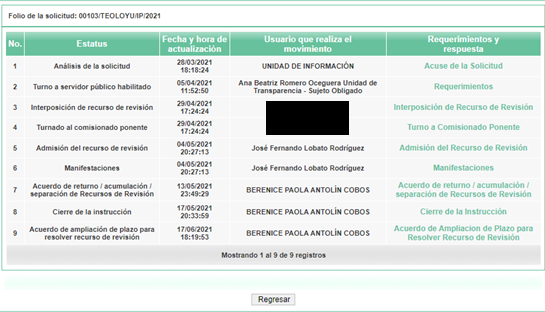 Folio de la solicitud: 00103/TEOLOYU/IP/2021
No. Estatus Fecha y hora de actualización Usuario que realiza el movimiento Requerimientos y respuesta
1 Análisis de la solicitud 28/03/2021 18:18:24 UNIDAD DE INFORMACIÓN Acuse de la Solicitud
2 Turno a servidor público habilitado 05/04/2021 11:52:50 Ana Beatriz Romero Oceguera Unidad de Transparencia - Sujeto Obligado Requerimientos
3 Interposición de recurso de revisión 29/04/2021 17:24:24 Interposición de Recurso de Revisión
4 Turnado al comisionado ponente 29/04/2021 17:24:24 Turno a Comisionado Ponente
5 Admisión del recurso de revisión 04/05/2021 20:27:13 José Fernando Lobato Rodríguez Admisión del Recurso de Revisión
6 Manifestaciones 04/05/2021 20:27:13 José Fernando Lobato Rodríguez Manifestaciones
7 Acuerdo de returno / acumulación / separación de Recursos de Revisión 13/05/2021 23:49:29 BERENICE PAOLA ANTOLÌN COBOS Acuerdo de returno / acumulación / separación de Recursos de Revisión
8 Cierre de la instrucción 17/05/2021 20:33:59 BERENICE PAOLA ANTOLÌN COBOS Cierre de la Instrucción
9 Acuerdo de ampliación de plazo para resolver recurso de revisión 17/06/2021 18:19:53 BERENICE PAOLA ANTOLÌN COBOS Acuerdo de Ampliacion de Plazo para Resolver Recurso de Revisión
Mostrando 1 al 9 de 9 registros
Regresar